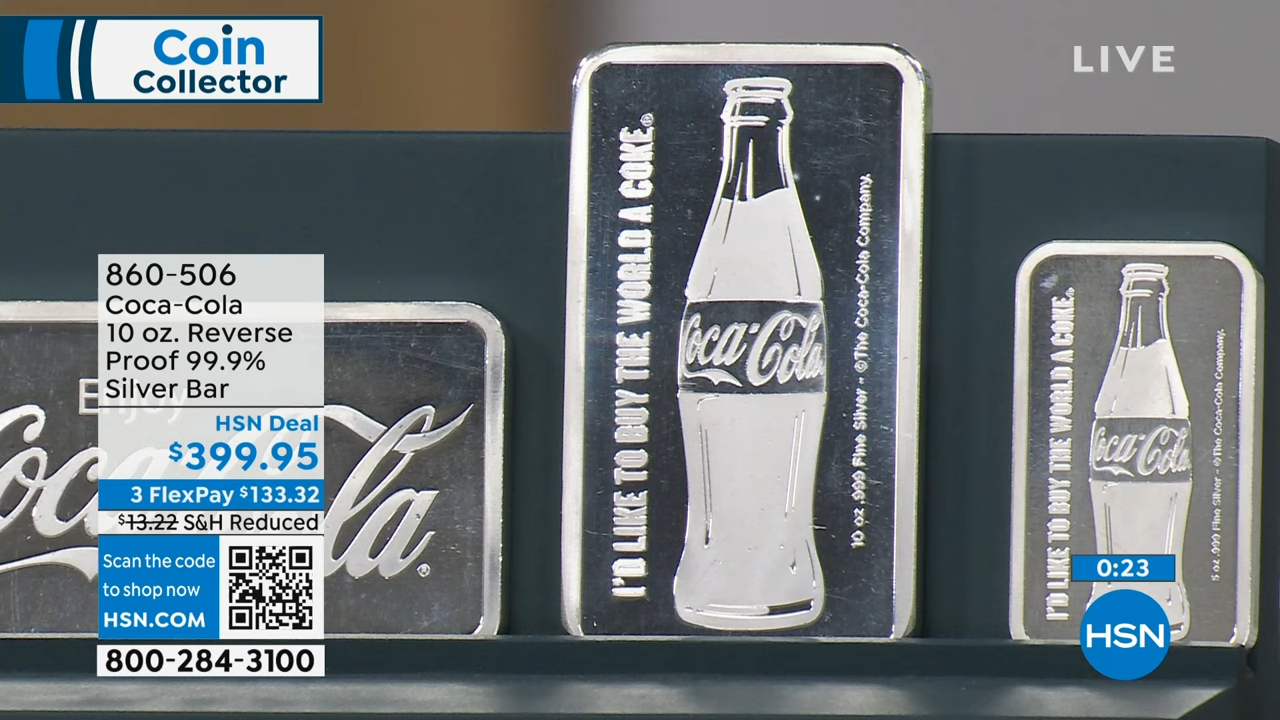 Coin
Collector
LIVE
860-506
Coca-Cola
10 oz. Reverse
Proof 99.9%
Silver Bar
HSN Deal
$399.95
3 FlexPay $133.32
$13.22 S&H Reduced
Scan the code
to shop now
HSN.COM
800-284-3100
Enjoy
Coca-Cola®
I'D LIKE TO BUY THE WORLD A COKE.®
Coca-Cola
10 oz .999 Fine Silver - ©The Coca-Cola Company.
I'D LIKE TO BUY THE WORLD A COKE.®
Coca-Cola
5 oz .999 Fine Silver - ©The Coca-Cola Company.
0:23
HSN